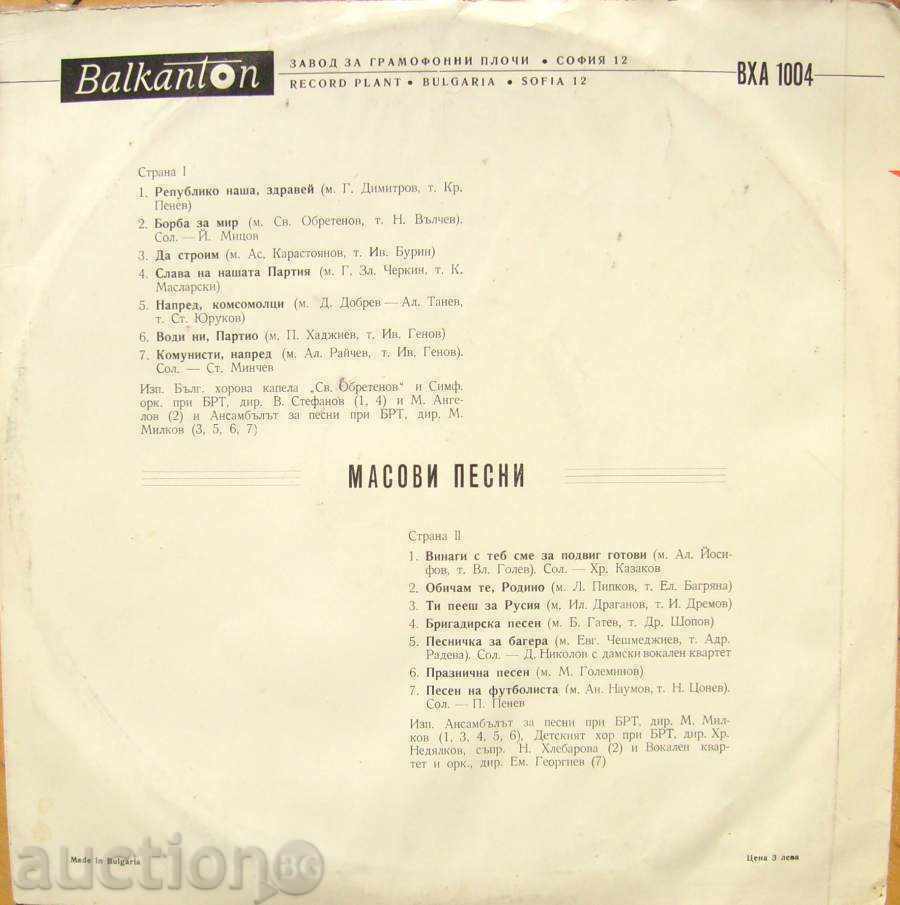 Balkanton
ЗАВОД ЗА ГРАМОФОННИ ПЛОЧИ • СОФИЯ 12
RECORD PLANT • BULGARIA • SOFIA 12
ВХА 1004
Страна I
1. Републико наша, здравей (м. Г. Димитров, т. Кр.
Пенев)
2. Борба за мир (м. Св. Обретенов, т. Н. Вълчев).
Сол. — Й. Мицов
3. Да строим (м. Ас. Карастоянов, т. Ив. Бурин)
4. Слава на нашата Партия (м. Г. Зл. Черкин, т. К.
Масларски)
5. Напред, комсомолци (м. Д. Добрев — Ал. Танев,
т. Ст. Юруков)
6. Води ни, Партио (м. П. Хаджиев, т. Ив. Генов)
7. Комунисти, напред (м. Ал. Райчев, т. Ив. Генов).
Сол. — Ст. Минчев
Изп. Бълг. хорова капела „Св. Обретенов“ и Симф.
орк. при БРТ, дир. В. Стефанов (1, 4) и М. Анге-
лов (2) и Ансамбълът за песни при БРТ, дир. М.
Милков (3, 5, 6, 7)
МАСОВИ ПЕСНИ
Страна II
1. Винаги с теб сме за подвиг готови (м. Ал. Йоси-
фов, т. Вл. Голев). Сол. — Хр. Казаков
2. Обичам те, Родино (м. Л. Пипков, т. Ел. Багряна)
3. Ти пееш за Русия (м. Ил. Драганов, т. И. Дремов)
4. Бригадирска песен (м. Б. Гатев, т. Др. Шопов)
5. Песничка за багера (м. Евг. Чешмеджиев, т. Адр.
Радева). Сол. — Д. Николов с дамски вокален квартет
6. Празнична песен (м. М. Големинов)
7. Песен на футболиста (м. Ан. Наумов, т. Н. Цонев).
Сол. — П. Пенев
Изп. Ансамбълът за песни при БРТ, дир. М. Мил-
ков (1, 3, 4, 5, 6), Детският хор при БРТ, дир. Хр.
Недялков, съпр. Н. Хлебарова (2) и Вокален квар-
тет и орк., дир. Ем. Георгиев (7)
Made in Bulgaria
Цена 3 лева
auction BG